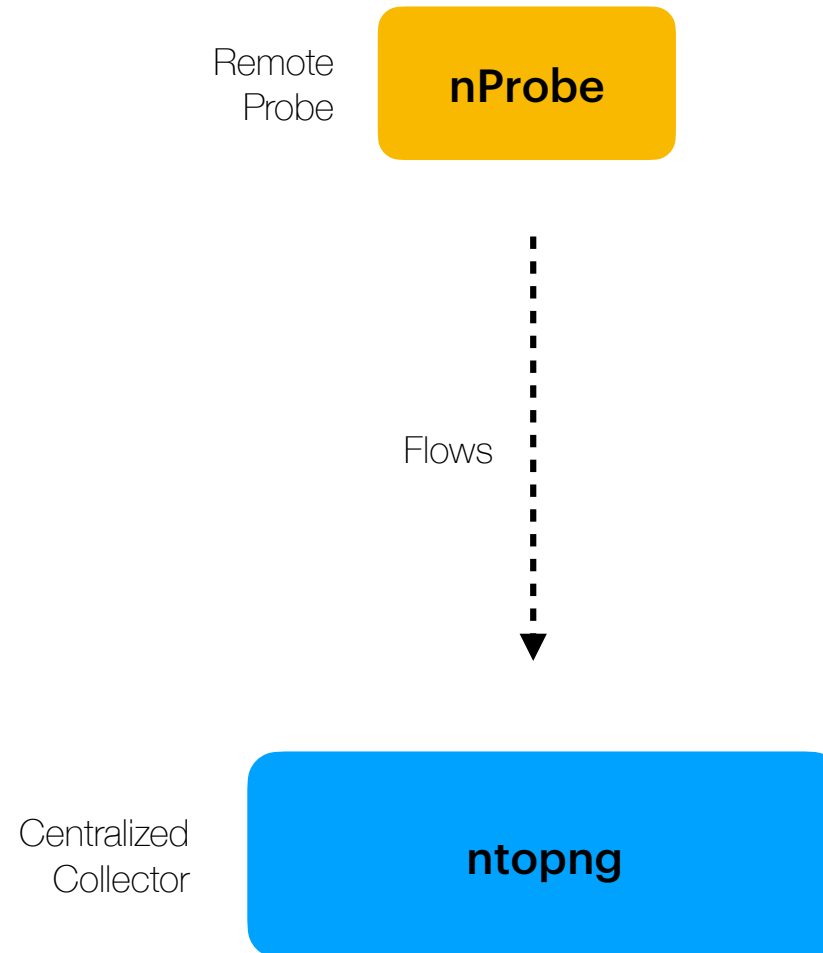 Remote
Probe
nProbe
Flows
Centralized
Collector
ntopng